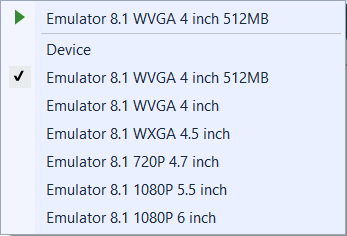 Emulator 8.1 WVGA 4 inch 512MB
Device
Emulator 8.1 WVGA 4 inch 512MB
Emulator 8.1 WVGA 4 inch
Emulator 8.1 WXGA 4.5 inch
Emulator 8.1 720P 4.7 inch
Emulator 8.1 1080P 5.5 inch
Emulator 8.1 1080P 6 inch